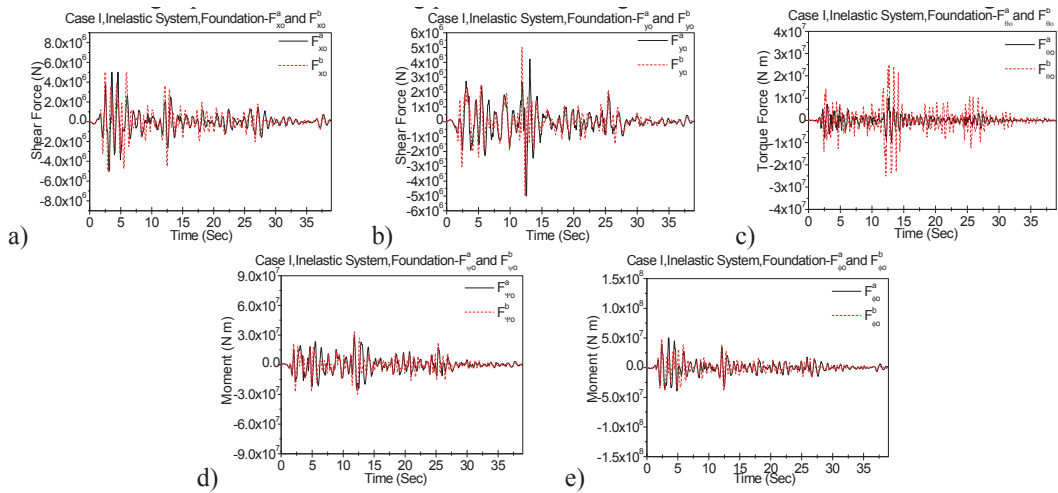 Case I,Inelastic System,Foundation-F^a_xo and F^b_xo
8.0x10^6
6.0x10^6
4.0x10^6
2.0x10^6
0.0
-2.0x10^6
-4.0x10^6
-6.0x10^6
-8.0x10^6
Shear Force (N)
F^a_xo
F^b_xo
0 5 10 15 20 25 30 35
Time (Sec)
a)
Case I,Inelastic System,Foundation-F^a_yo and F^b_yo
6x10^6
5x10^6
4x10^6
3x10^6
2x10^6
1x10^6
0
-1x10^6
-2x10^6
-3x10^6
-4x10^6
-5x10^6
-6x10^6
Shear Force (N)
F^a_yo
F^b_yo
0 5 10 15 20 25 30 35
Time (Sec)
b)
Case I,Inelastic System,Foundation-F^a_θo and F^b_θo
4x10^7
3x10^7
2x10^7
1x10^7
0
-1x10^7
-2x10^7
-3x10^7
-4x10^7
Torque Force (N m)
F^a_θo
F^b_θo
0 5 10 15 20 25 30 35
Time (Sec)
c)
Case I,Inelastic System,Foundation-F^a_ψo and F^b_ψo
9.0x10^7
6.0x10^7
3.0x10^7
0.0
-3.0x10^7
-6.0x10^7
-9.0x10^7
Moment (N m)
F^a_Ψo
F^b_Ψo
0 5 10 15 20 25 30 35
Time (Sec)
d)
Case I,Inelastic System,Foundation-F^a_ϕo and F^b_ϕo
1.5x10^8
1.0x10^8
5.0x10^7
0.0
-5.0x10^7
-1.0x10^8
-1.5x10^8
Moment (N m)
F^a_ϕo
F^b_ϕo
0 5 10 15 20 25 30 35
Time (Sec)
e)